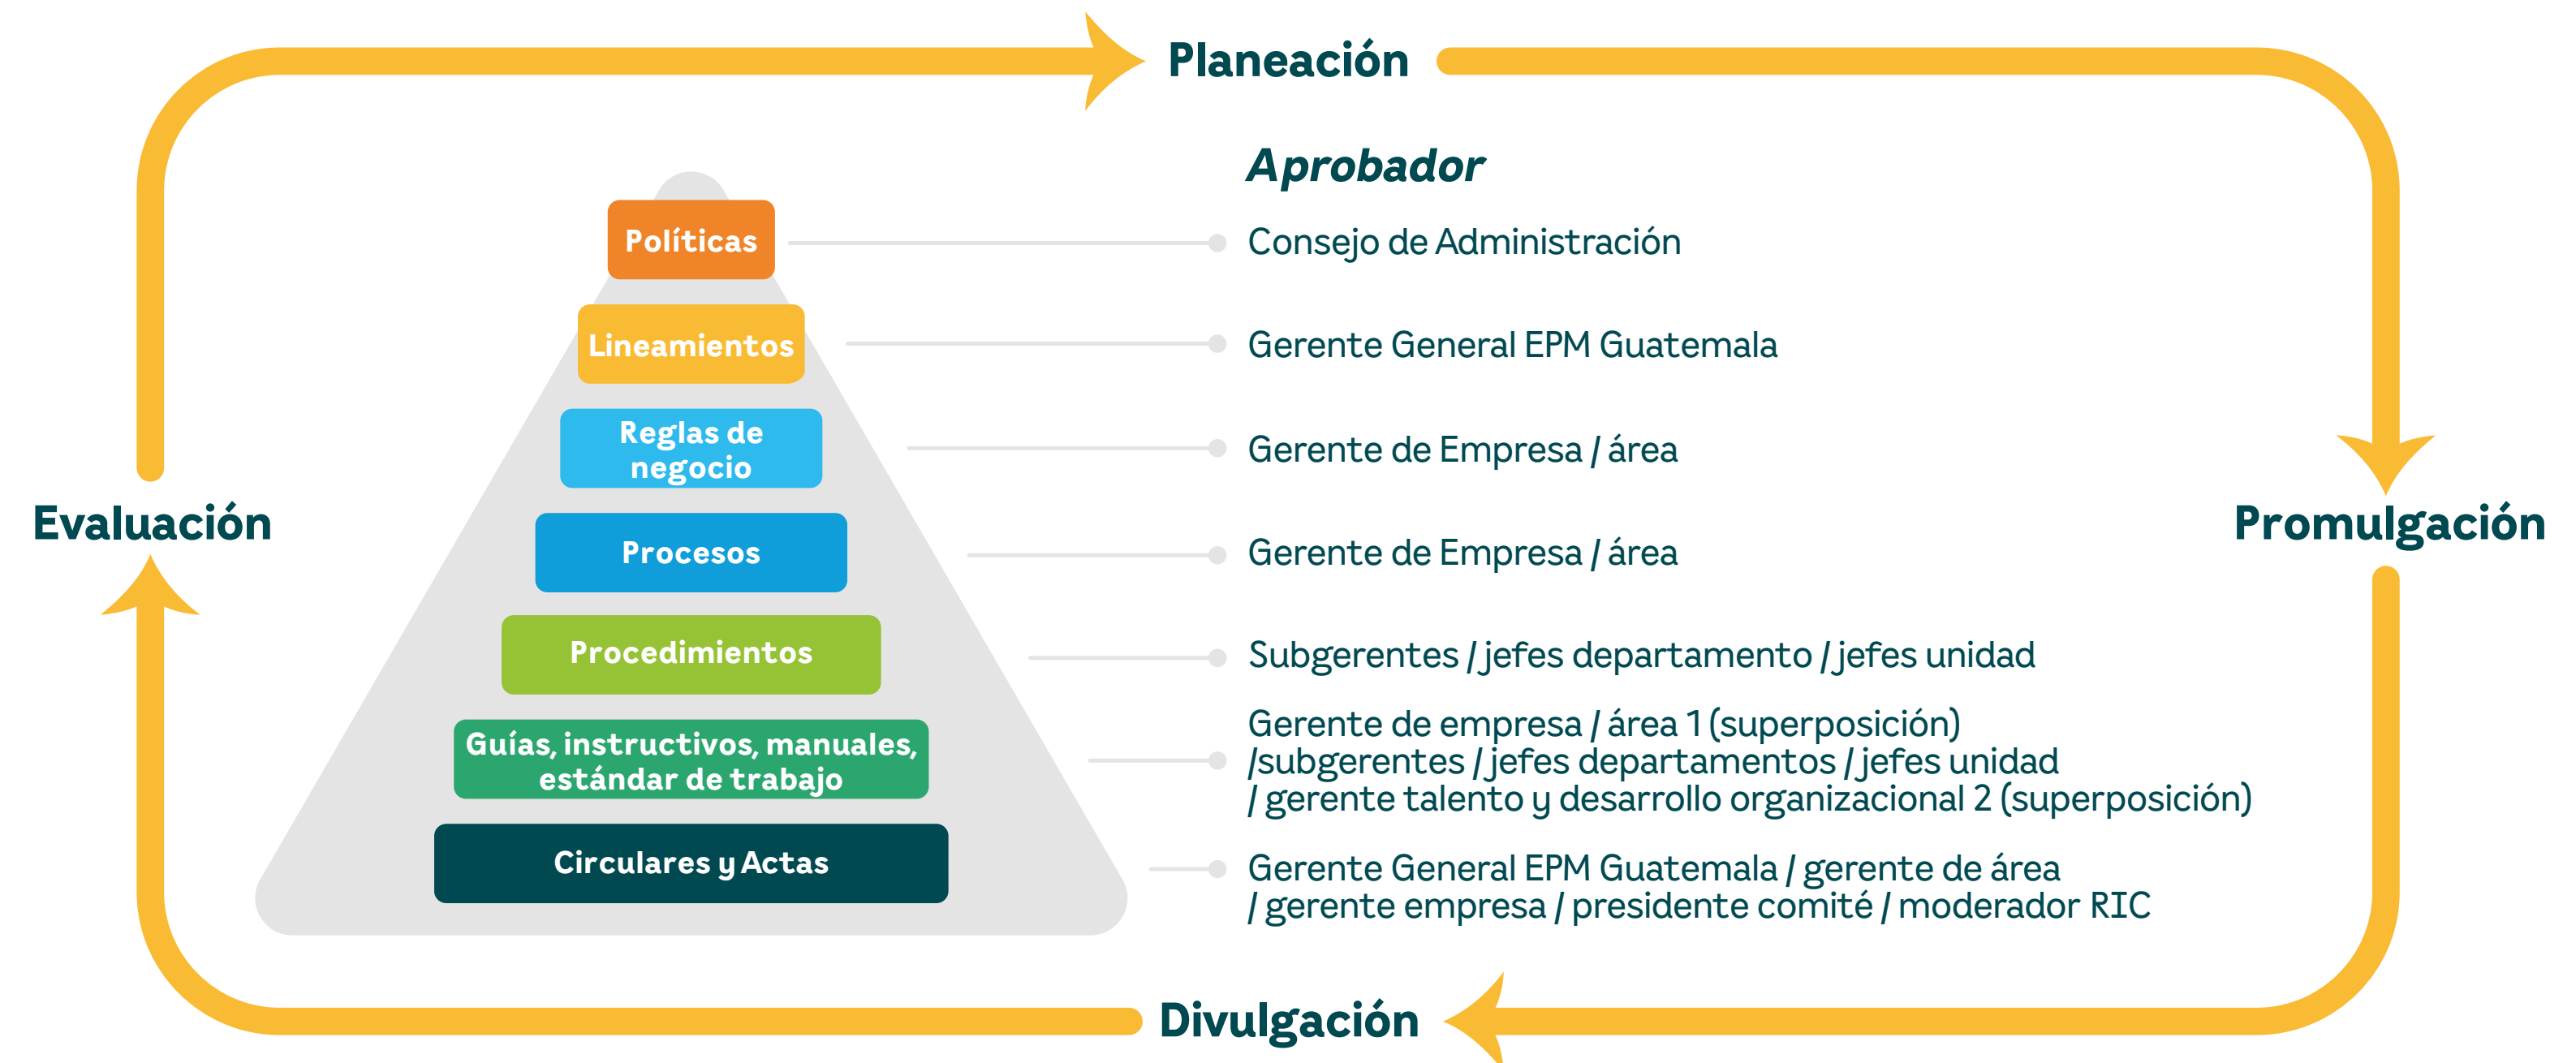 Planeación
Aprobador
Políticas
Consejo de Administración
Lineamientos
Gerente General EPM Guatemala
Reglas de
negocio
Gerente de Empresa / área
Evaluación
Promulgación
Procesos
Gerente de Empresa / área
Procedimientos
Subgerentes / jefes departamento / jefes unidad
Guías, instructivos, manuales,
estándar de trabajo
Gerente de empresa / área 1 (superposición)
/subgerentes / jefes departamentos / jefes unidad
/ gerente talento y desarrollo organizacional 2 (superposición)
Circulares y Actas
Gerente General EPM Guatemala / gerente de área
/ gerente empresa / presidente comité / moderador RIC
Divulgación